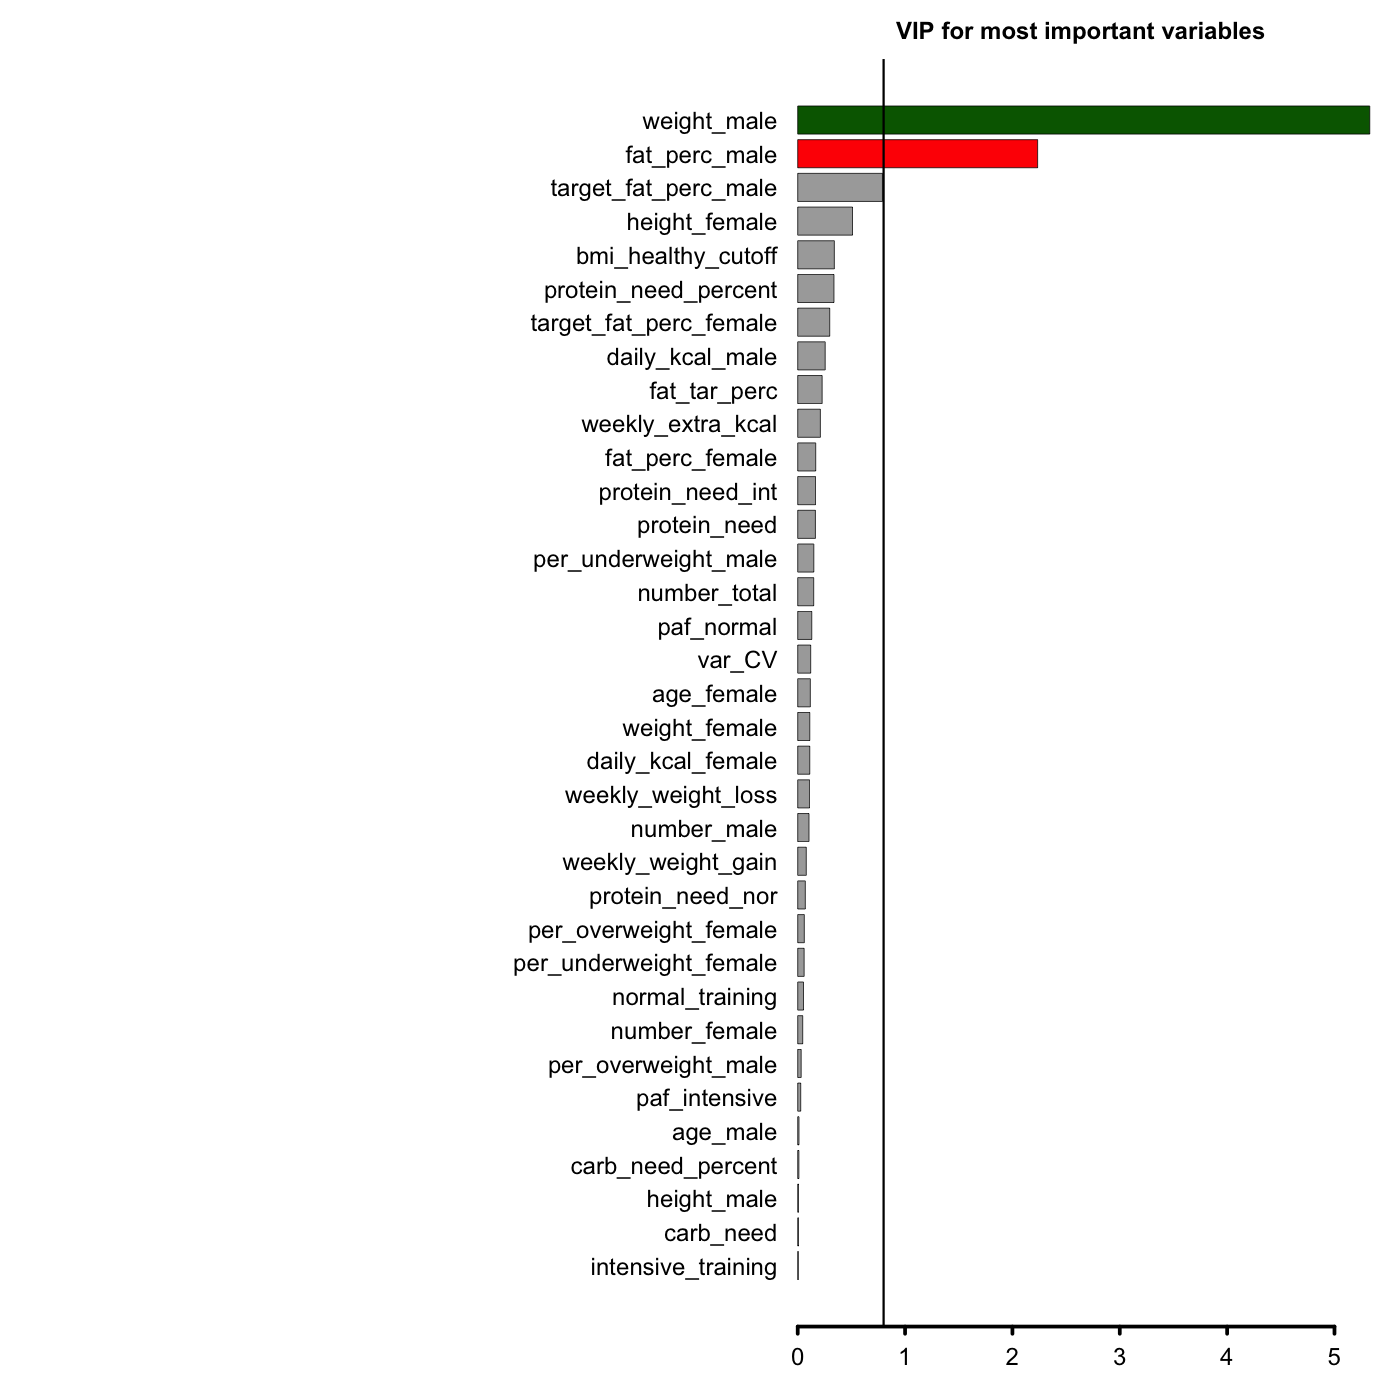 VIP for most important variables
weight_male
fat_perc_male
target_fat_perc_male
height_female
bmi_healthy_cutoff
protein_need_percent
target_fat_perc_female
daily_kcal_male
fat_tar_perc
weekly_extra_kcal
fat_perc_female
protein_need_int
protein_need
per_underweight_male
number_total
paf_normal
var_CV
age_female
weight_female
daily_kcal_female
weekly_weight_loss
number_male
weekly_weight_gain
protein_need_nor
per_overweight_female
per_underweight_female
normal_training
number_female
per_overweight_male
paf_intensive
age_male
carb_need_percent
height_male
carb_need
intensive_training
0 1 2 3 4 5